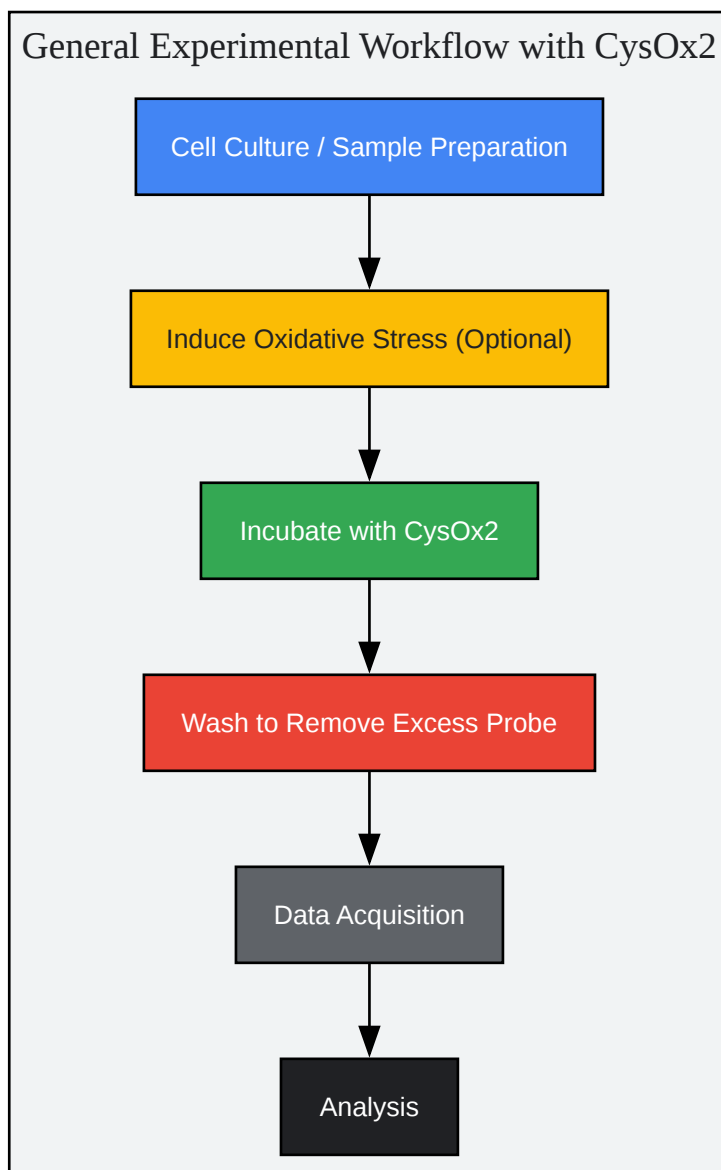 General Experimental Workflow with CysOx2
Cell Culture / Sample Preparation
Induce Oxidative Stress (Optional)
Incubate with CysOx2
Wash to Remove Excess Probe
Data Acquisition
Analysis